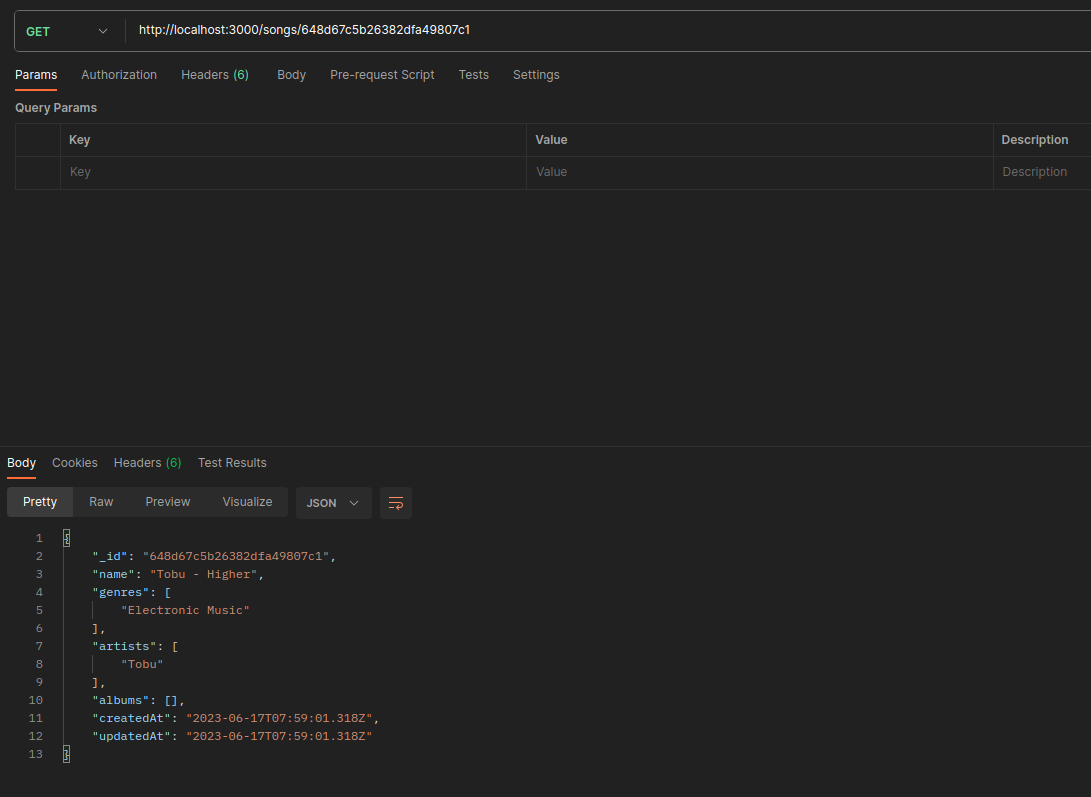 GET http://localhost:3000/songs/648d67c5b26382dfa49807c1
Params Authorization Headers (6) Body Pre-request Script Tests Settings
Query Params
Key Value Description
Key Value Description
Body Cookies Headers (6) Test Results
Pretty Raw Preview Visualize JSON
1 {
2 "_id": "648d67c5b26382dfa49807c1",
3 "name": "Tobu - Higher",
4 "genres": [
5 "Electronic Music"
6 ],
7 "artists": [
8 "Tobu"
9 ],
10 "albums": [],
11 "createdAt": "2023-06-17T07:59:01.318Z",
12 "updatedAt": "2023-06-17T07:59:01.318Z"
13 }